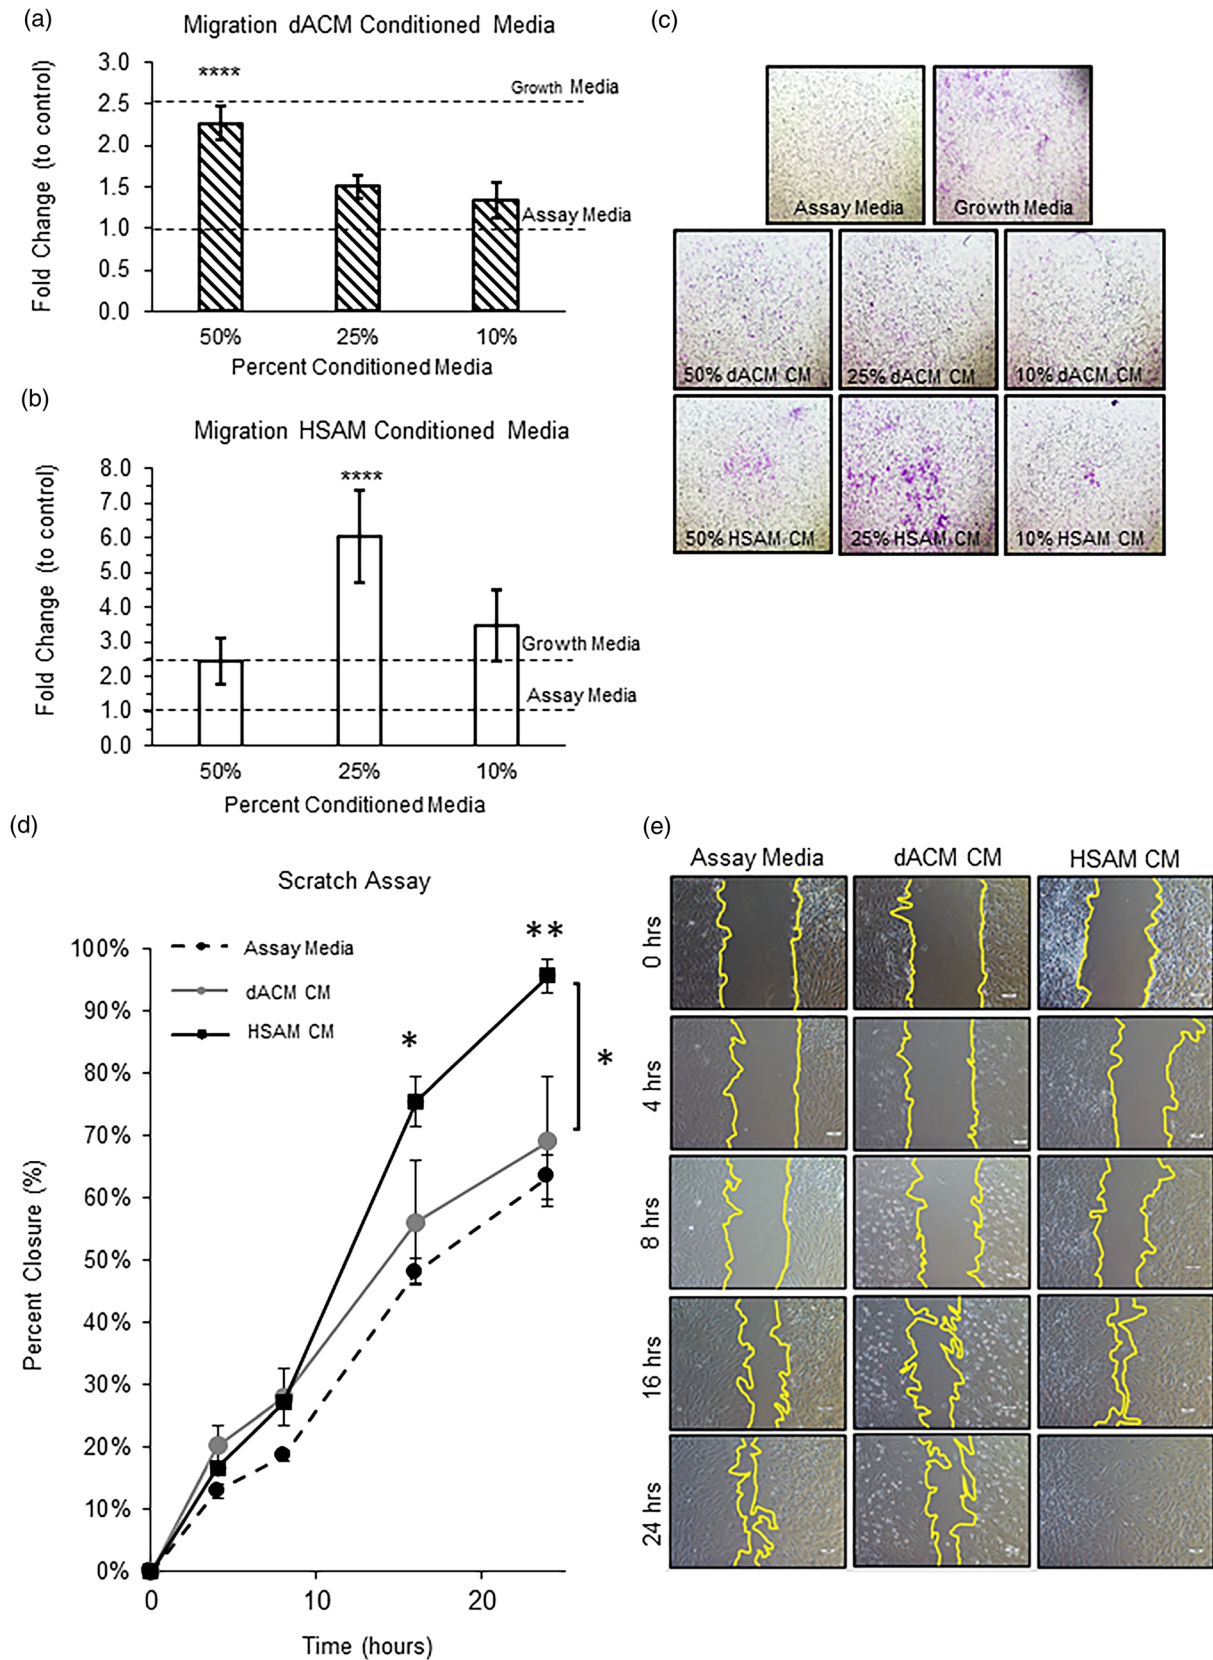 (a)
Migration dACM Conditioned Media
Fold Change (to control)
3.0
2.5
2.0
1.5
1.0
0.5
0.0
****
Growth Media
Assay Media
50% 25% 10%
Percent Conditioned Media
(b)
Migration HSAM Conditioned Media
Fold Change (to control)
8.0
7.0
6.0
5.0
4.0
3.0
2.0
1.0
0.0
****
Growth Media
Assay Media
50% 25% 10%
Percent Conditioned Media
(c)
Assay Media Growth Media
50% dACM CM 25% dACM CM 10% dACM CM
50% HSAM CM 25% HSAM CM 10% HSAM CM
(d)
Scratch Assay
Percent Closure (%)
100%
90%
80%
70%
60%
50%
40%
30%
20%
10%
0%
Assay Media
dACM CM
HSAM CM
*
**
*
0 10 20
Time (hours)
(e)
Assay Media dACM CM HSAM CM
0 hrs
4 hrs
8 hrs
16 hrs
24 hrs